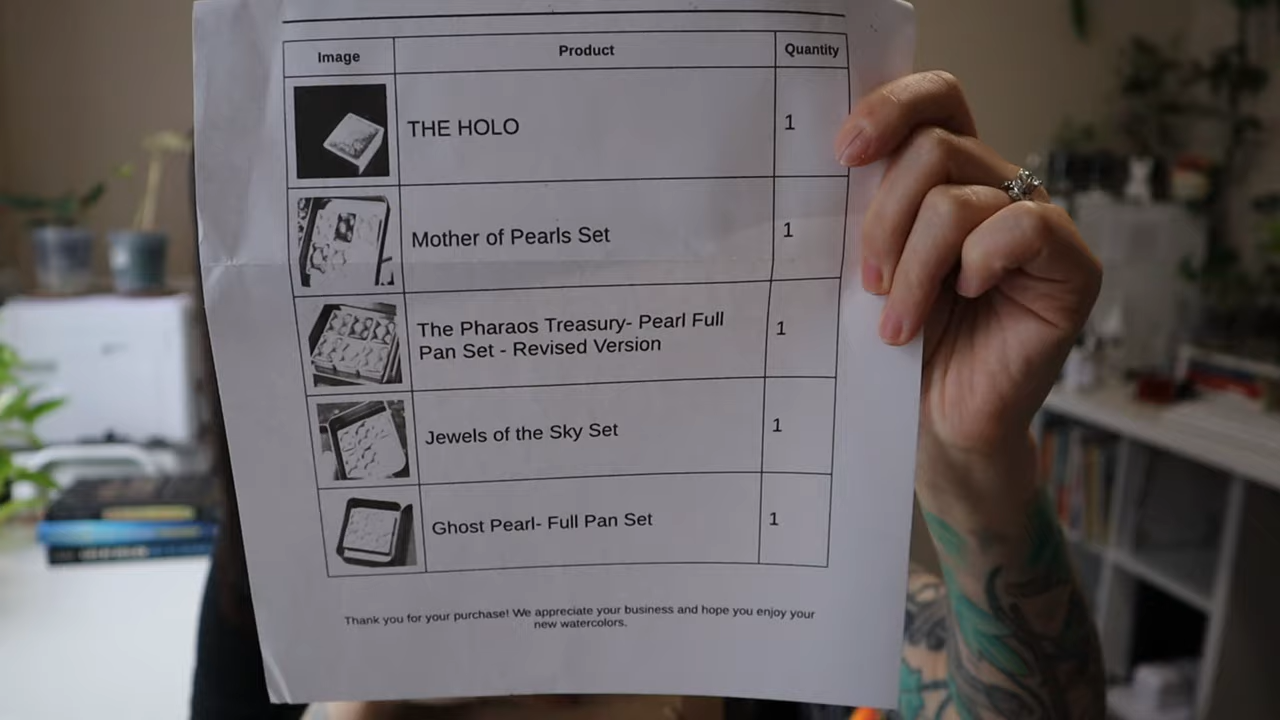 Image Product Quantity
THE HOLO 1
Mother of Pearls Set 1
The Pharaos Treasury- Pearl Full 1
Pan Set - Revised Version
Jewels of the Sky Set 1
Ghost Pearl- Full Pan Set 1
Thank you for your purchase! We appreciate your business and hope you enjoy your
new watercolors.